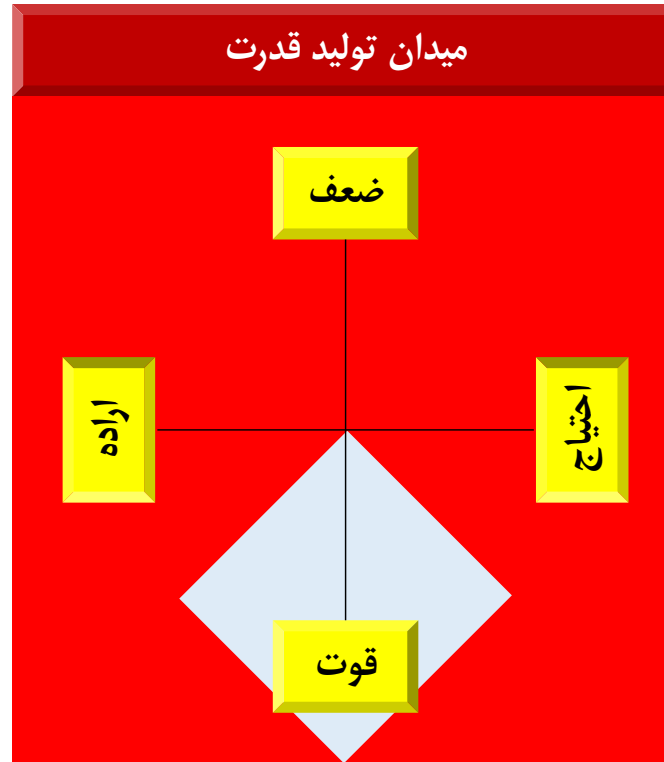 میدان تولید قدرت
ضعف
احتیاج
اراده
قوت